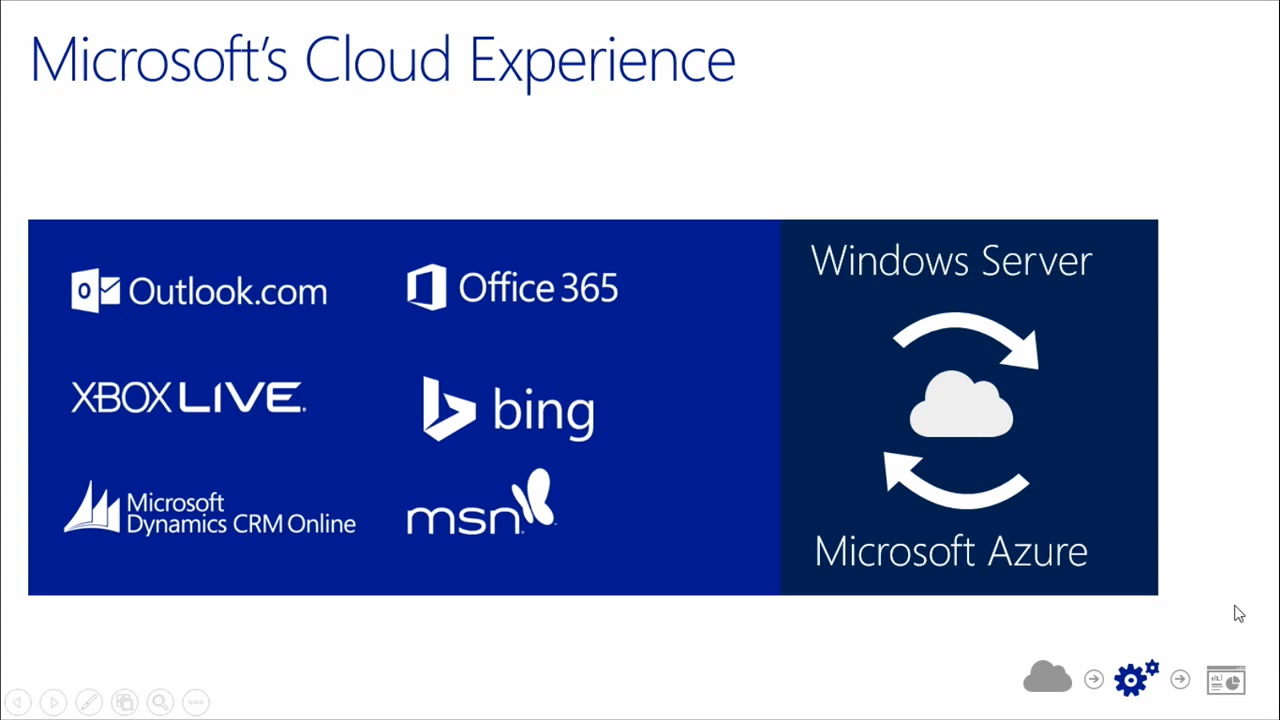 Microsoft's Cloud Experience
Outlook.com
Office 365
XBOX LIVE.
bing
Microsoft
Dynamics CRM Online
msn
Windows Server
Microsoft Azure